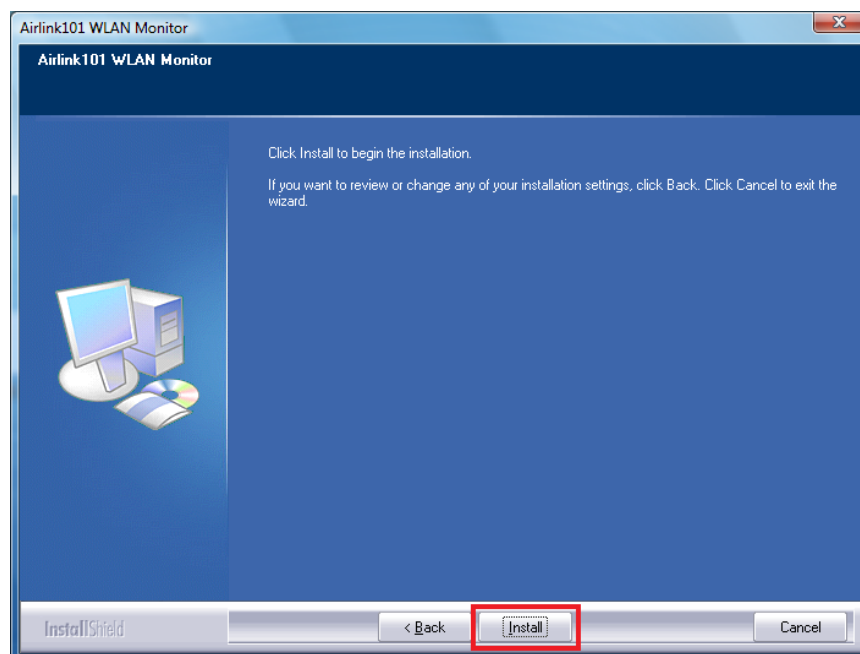 Airlink101 WLAN Monitor
Airlink101 WLAN Monitor
Click Install to begin the installation.
If you want to review or change any of your installation settings, click Back. Click Cancel to exit the
wizard.
InstallShield
< Back
Install
Cancel